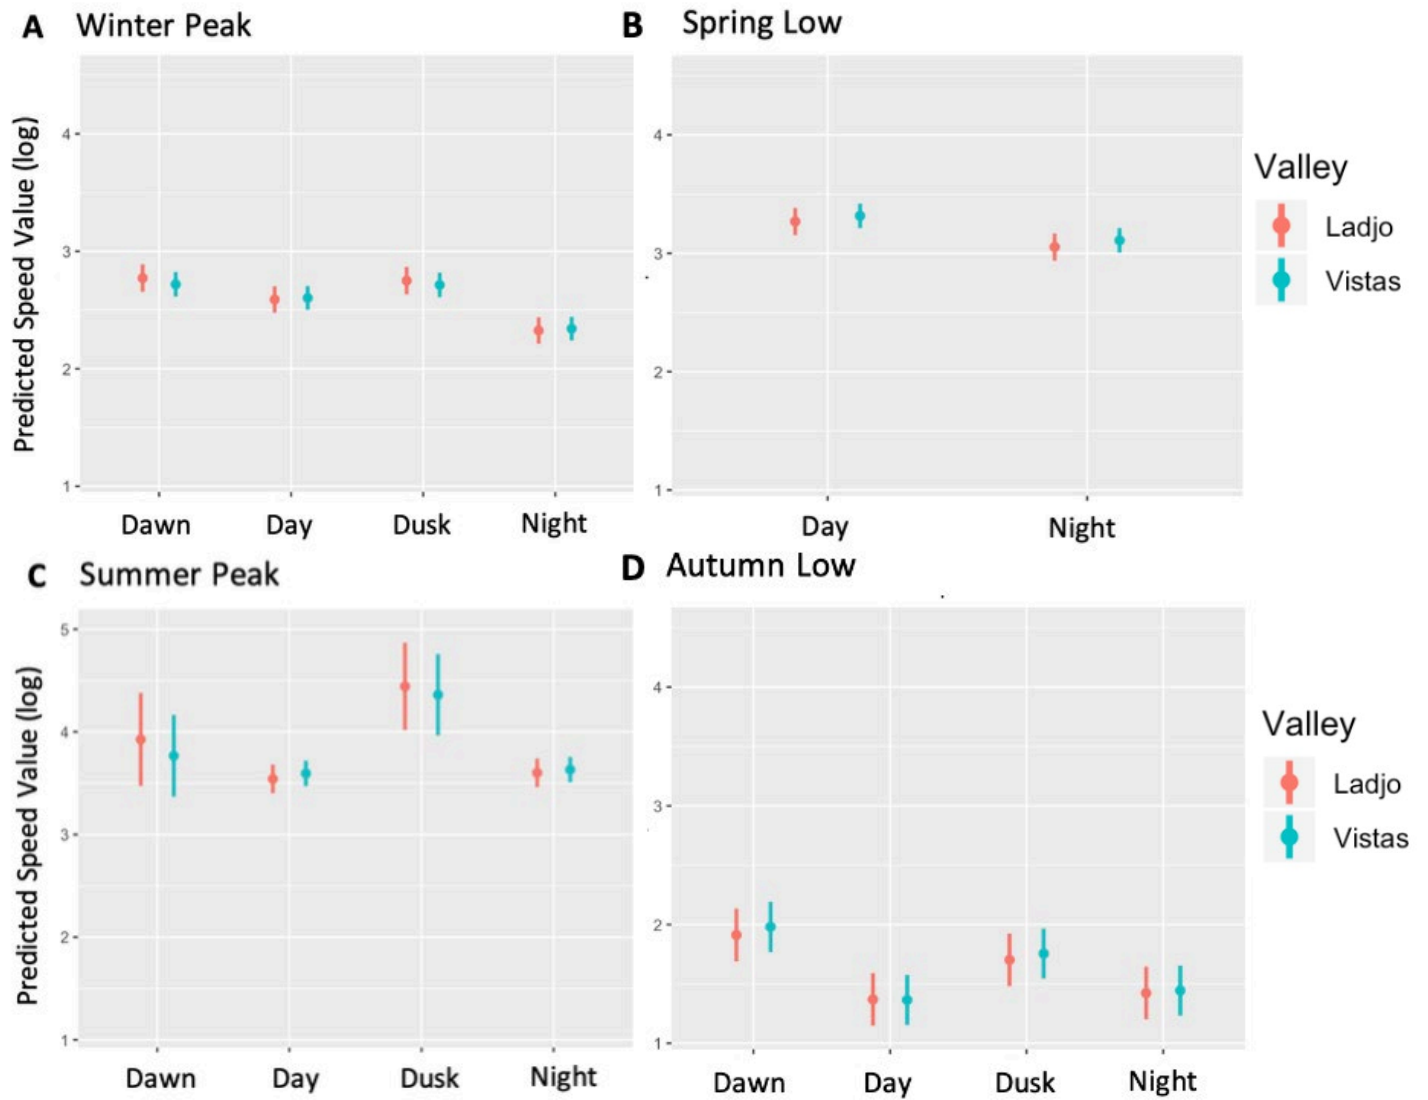 A Winter Peak
B Spring Low
Predicted Speed Value (log)
4
3
2
1
Dawn Day Dusk Night
4
3
2
1
Day Night
Valley
Ladjo
Vistas
C Summer Peak
D Autumn Low
Predicted Speed Value (log)
5
4
3
2
1
Dawn Day Dusk Night
4
3
2
1
Dawn Day Dusk Night
Valley
Ladjo
Vistas